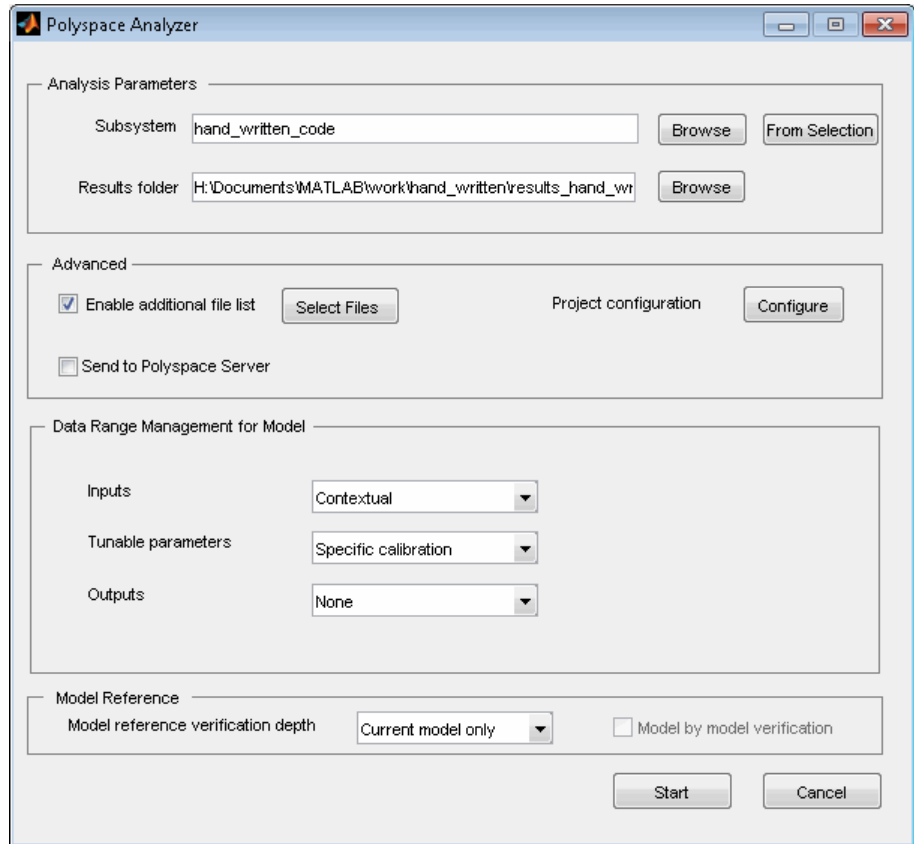 Polyspace Analyzer
Analysis Parameters
Subsystem hand_written_code Browse From Selection
Results folder H:\Documents\MATLAB\work\hand_written\results_hand_wr Browse
Advanced
Enable additional file list Select Files Project configuration Configure
Send to Polyspace Server
Data Range Management for Model
Inputs Contextual
Tunable parameters Specific calibration
Outputs None
Model Reference
Model reference verification depth Current model only Model by model verification
Start Cancel